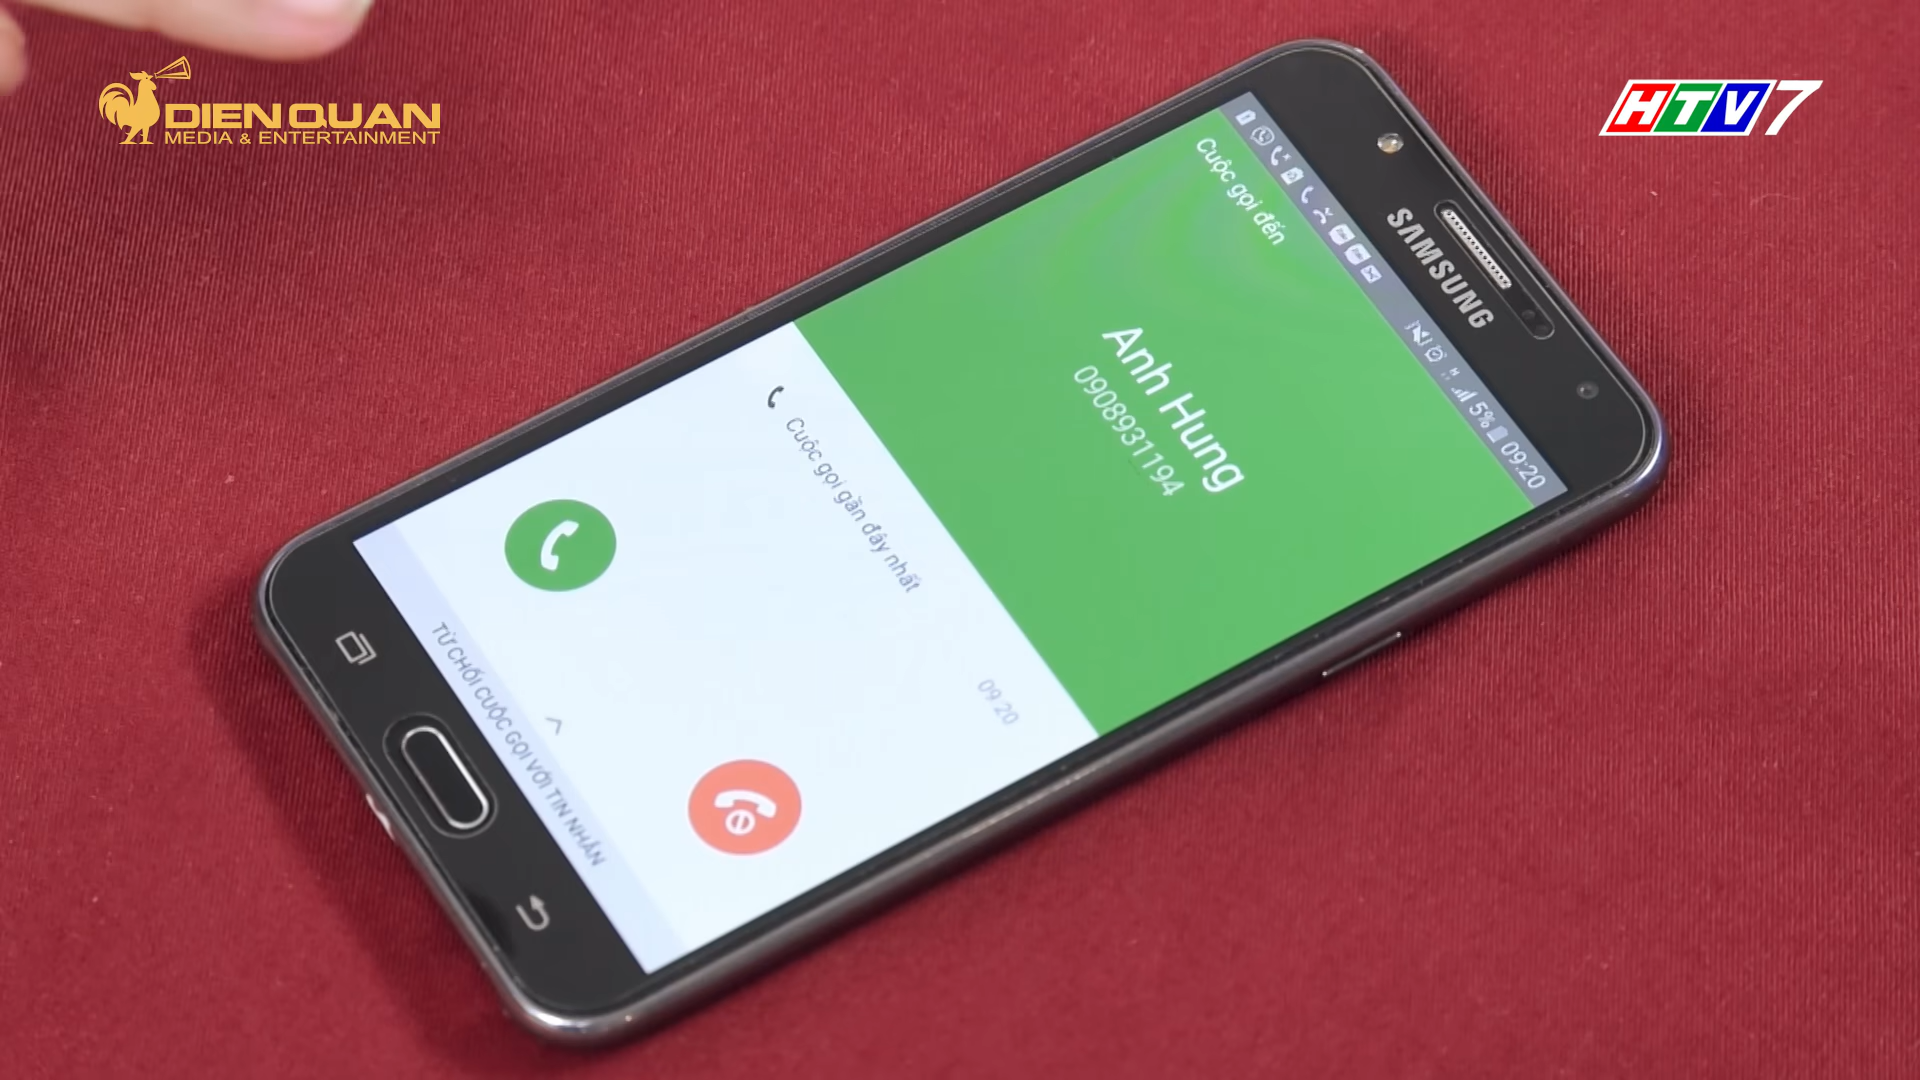 DIEN QUAN
MEDIA & ENTERTAINMENT
HTV7
SAMSUNG
5% 09:20
Cuộc gọi đến
Anh Hung
0908931194
Cuộc gọi gần đây nhất
09:20
TỪ CHỐI CUỘC GỌI VỚI TIN NHẮN